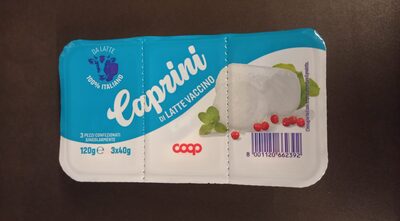 DA LATTE
100% ITALIANO
Caprini
DI LATTE VACCINO
3 PEZZI CONFEZIONATI
SINGOLARMENTE
120g e 3x40g
coop
8 001120 662392